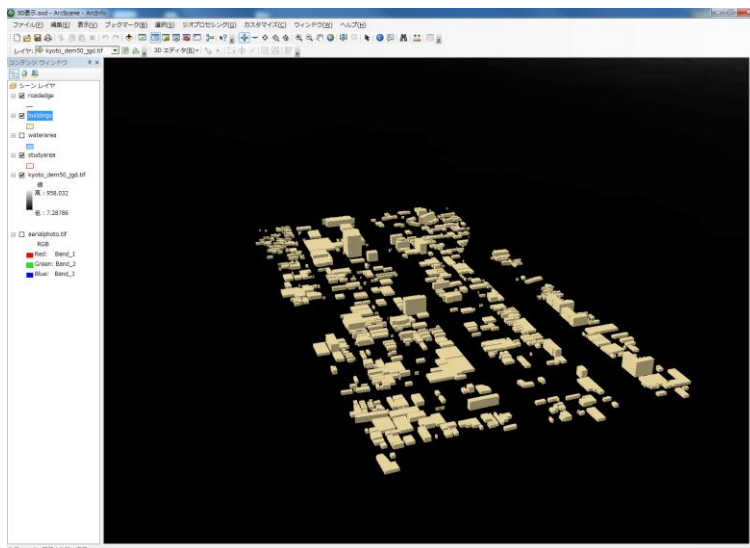 3D表示.sxd - ArcScene - ArcInfo
ファイル(F) 編集(E) 表示(V) ブックマーク(B) 選択(S) ジオプロセシング(G) カスタマイズ(C) ウィンドウ(W) ヘルプ(H)
レイヤ: kyoto_dem50_jgd.tif 3D エディタ(R)
コンテンツ ウィンドウ
シーン レイヤ
roadedge
buildings
waterarea
studyarea
kyoto_dem50_jgd.tif
値
高 : 958.032
低 : 7.28786
aerialphoto.tif
RGB
Red: Band_1
Green: Band_2
Blue: Band_3